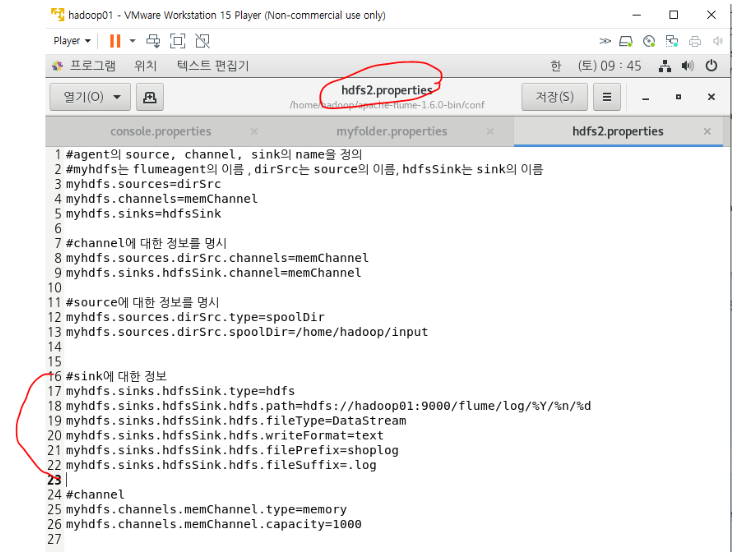 hadoop01 - VMware Workstation 15 Player (Non-commercial use only)
Player
프로그램 위치 텍스트 편집기 한 (토) 09 : 45
열기(O) hdfs2.properties 저장(S)
/home/hadoop/apache-flume-1.6.0-bin/conf
console.properties × myfolder.properties × hdfs2.properties ×
1 #agent의 source, channel, sink의 name을 정의
2 #myhdfs는 flumeagent의 이름 , dirSrc는 source의 이름, hdfsSink는 sink의 이름
3 myhdfs.sources=dirSrc
4 myhdfs.channels=memChannel
5 myhdfs.sinks=hdfsSink
6
7 #channel에 대한 정보를 명시
8 myhdfs.sources.dirSrc.channels=memChannel
9 myhdfs.sinks.hdfsSink.channel=memChannel
10
11 #source에 대한 정보를 명시
12 myhdfs.sources.dirSrc.type=spoolDir
13 myhdfs.sources.dirSrc.spoolDir=/home/hadoop/input
14
15
16 #sink에 대한 정보
17 myhdfs.sinks.hdfsSink.type=hdfs
18 myhdfs.sinks.hdfsSink.hdfs.path=hdfs://hadoop01:9000/flume/log/%Y/%n/%d
19 myhdfs.sinks.hdfsSink.hdfs.fileType=DataStream
20 myhdfs.sinks.hdfsSink.hdfs.writeFormat=text
21 myhdfs.sinks.hdfsSink.hdfs.filePrefix=shoplog
22 myhdfs.sinks.hdfsSink.hdfs.fileSuffix=.log
23
24 #channel
25 myhdfs.channels.memChannel.type=memory
26 myhdfs.channels.memChannel.capacity=1000
27